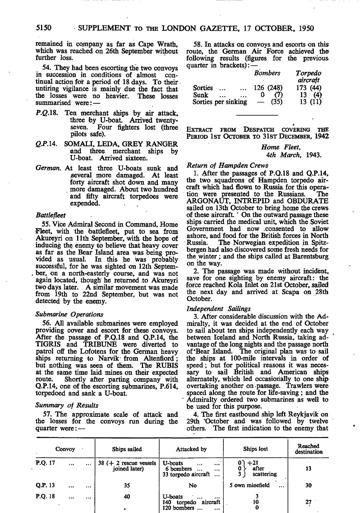 5150 SUPPLEMENT TO THE LONDON GAZETTE, 17 OCTOBER, 1950
remained in company as far as Cape Wrath,
which was reached on 26th September without
further loss.
54. They had been escorting the two convoys
in succession in conditions of almost con-
tinual action for a period of 18 days. To their
untiring vigilance is mainly due the fact that
the losses were no heavier. These losses
summarised were:—
P.Q.18. Ten merchant ships by air attack,
three by U-boat. Arrived twenty-
seven. Four fighters lost (three
pilots safe).
Q.P.14. SOMALI, LEDA, GREY RANGER
and three merchant ships by
U-boat. Arrived sixteen.
German. At least three U-boats sunk and
several more damaged. At least
forty aircraft shot down and many
more damaged. About two hundred
and fifty aircraft torpedoes were
expended.
Battlefleet
55. Vice Admiral Second in Command, Home
Fleet, with the battlefleet, put to sea from
Akureyri on 11th September, with the hope of
inducing the enemy to believe that heavy cover
as far as the Bear Island area was being pro-
vided as usual. In this he was probably
successful, for he was sighted on 12th Septem-
ber, on a north-easterly course, and was not
again located, though he returned to Akureyri
two days later. A similar movement was made
from 19th to 22nd September, but was not
detected by the enemy.
Submarine Operations
56. All available submarines were employed
providing cover and escort for these convoys.
After the passage of P.Q.18 and Q.P.14, the
TIGRIS and TRIBUNE were diverted to
patrol off the Lofotens for the German heavy
ships returning to Narvik from Altenfiord;
but nothing was seen of them. The RUBIS
at the same time laid mines on their expected
route. Shortly after parting company with
Q.P.14, one of the escorting submarines, P.614,
torpedoed and sank a U-boat.
Summary of Results
57. The approximate scale of attack and
the losses for the convoys run during the
quarter were:—
58. In attacks on convoys and escorts on this
route, the German Air Force achieved the
following results (figures for the previous
quarter in brackets):—
Bombers Torpedo
aircraft
Sorties ... ... 126 (248) 173 (44)
Sunk ... ... 0 (7) 13 (4)
Sorties per sinking — (35) 13 (11)
EXTRACT FROM DESPATCH COVERING THE
PERIOD 1ST OCTOBER TO 31ST DECEMBER, 1942
Home Fleet,
4th March, 1943.
Return of Hampden Crews
1. After the passages of P.Q.18 and Q.P.14,
the two squadrons of Hampden torpedo air-
craft which had flown to Russia for this opera-
tion were presented to the Russians. The
ARGONAUT, INTREPID and OBDURATE
sailed on 13th October to bring home the crews
of these aircraft. On the outward passage these
ships carried the medical unit, which the Soviet
Government had now consented to allow
ashore, and food for the British forces in North
Russia. The Norwegian expedition in Spitz-
bergen had also discovered some fresh needs for
the winter; and the ships called at Barentsburg
on the way.
2. The passage was made without incident,
save for one sighting by enemy aircraft: the
force reached Kola Inlet on 21st October, sailed
the next day and arrived at Scapa on 28th
October.
Independent Sailings
3. After considerable discussion with the Ad-
miralty, it was decided at the end of October
to sail about ten ships independently each way
between Iceland and North Russia, taking ad-
vantage of the long nights and the passage north
of Bear Island. The original plan was to sail
the ships at 100-mile intervals in order of
speed; but for political reasons it was neces-
sary to sail British and American ships
alternately, which led occasionally to one ship
overtaking another on passage. Trawlers were
spaced along the route for life-saving; and the
Admiralty ordered two submarines as well to
be used for this purpose.
4. The first eastbound ship left Reykjavik on
29th October and was followed by twelve
others. The first indication to the enemy that
Convoy Ships sailed Attacked by Ships lost Reached
destination
P.Q. 17 ... ... 38 (+ 2 rescue vessels U-boats ... ... 0 } +21
joined later) 6 bombers ... ... 0 } after 13
33 torpedo aircraft ... 3 } scattering
Q.P. 13 ... ... 35 No 5 own minefield ... 30
P.Q. 18 ... ... 40 U-boats ... ... 3
140 torpedo aircraft 10 27
120 bombers ... ... 0